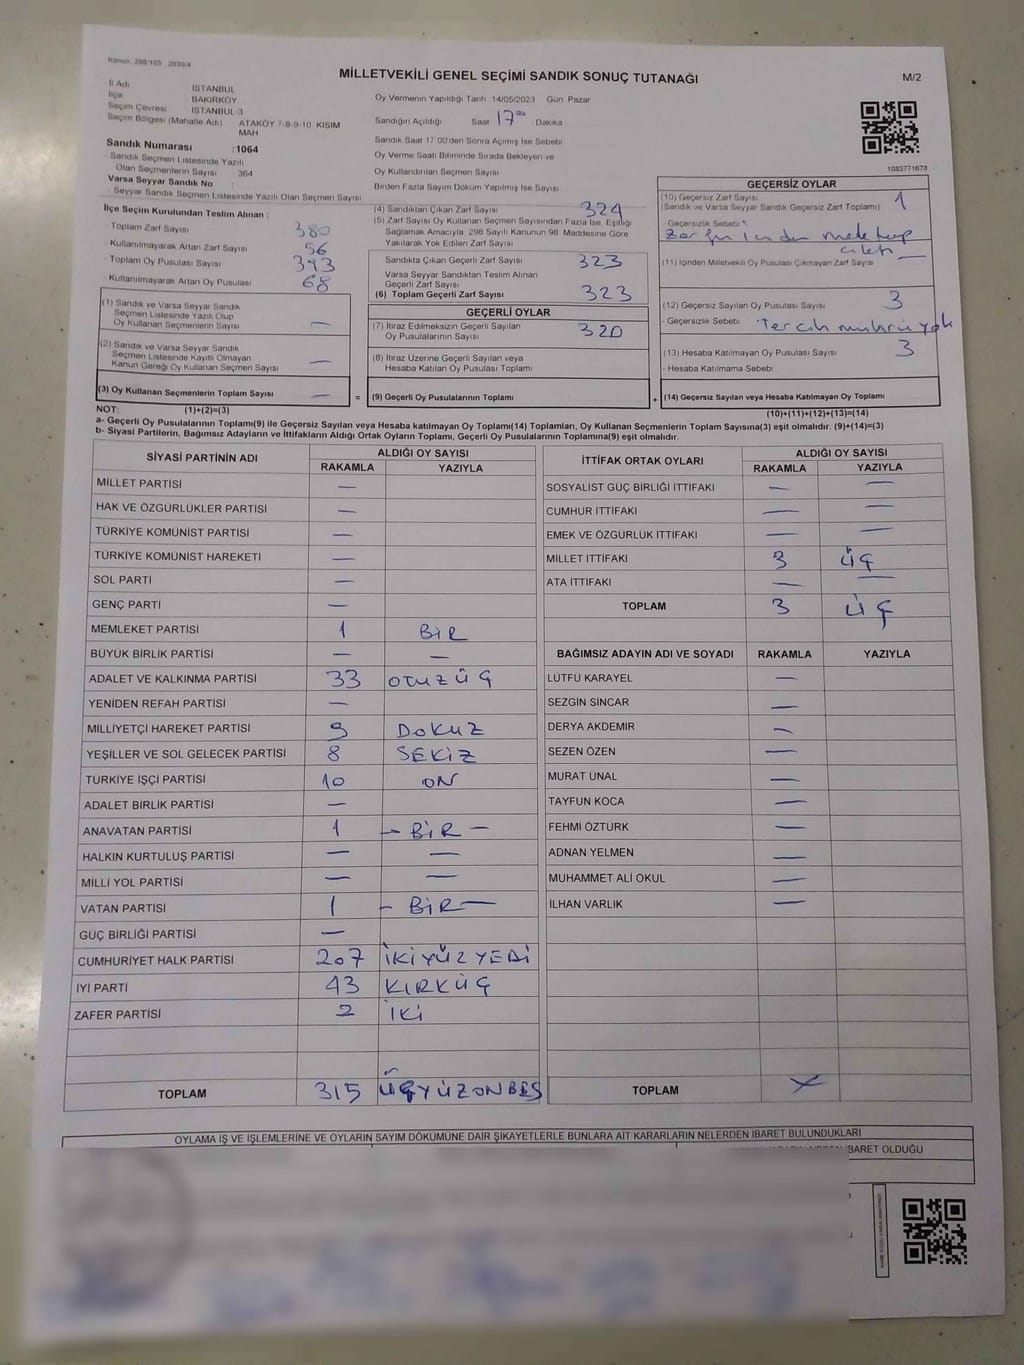 Kanun: 298/105 , 2839/4
MİLLETVEKİLİ GENEL SEÇİMİ SANDIK SONUÇ TUTANAĞI
M/2
İl Adı İSTANBUL
İlçe BAKIRKÖY
Seçim Çevresi İSTANBUL 3
Seçim Bölgesi (Mahalle Adı) ATAKÖY 7-8-9-10 KISIM MAH
Sandık Numarası :1064
Sandık Seçmen Listesinde Yazılı
Olan Seçmenlerin Sayısı 364
Varsa Seyyar Sandık No :
Seyyar Sandık Seçmen Listesinde Yazılı Olan Seçmen Sayısı
Oy Vermenin Yapıldığı Tarih 14/05/2023 Gün Pazar
Sandığın Açıldığı Saat 17 00 Dakika
Sandık Saat 17:00'den Sonra Açımış İse Sebebi
Oy Verme Saati Bitiminde Sırada Bekleyen ve
Oy Kullandırılan Seçmen Sayısı
Birden Fazla Sayım Döküm Yapılmış İse Sayısı
1083771678
İlçe Seçim Kurulundan Teslim Alınan :
Toplam Zarf Sayısı 380
Kullanılmayarak Artan Zarf Sayısı 56
Toplam Oy Pusulası Sayısı 393
Kullanılmayarak Artan Oy Pusulası 68
(1) Sandık ve Varsa Seyyar Sandık
Seçmen Listesinde Yazılı Olup
Oy Kullanan Seçmenlerin Sayısı —
(2) Sandık ve Varsa Seyyar Sandık
Seçmen Listesinde Kayıtlı Olmayan
Kanun Gereği Oy Kullanan Seçmen Sayısı —
(3) Oy Kullanan Seçmenlerin Toplam Sayısı —
(4) Sandıktan Çıkan Zarf Sayısı 324
(5) Zarf Sayısı Oy Kullanan Seçmen Sayısından Fazla İse, Eşitliği
Sağlamak Amacıyla, 298 Sayılı Kanunun 98. Maddesine Göre
Yakılarak Yok Edilen Zarf Sayısı
Sandıkta Çıkan Geçerli Zarf Sayısı 323
Varsa Seyyar Sandıktan Teslim Alınan
Geçerli Zarf Sayısı
(6) Toplam Geçerli Zarf Sayısı 323
GEÇERLİ OYLAR
(7) İtiraz Edilmeksizin Geçerli Sayılan
Oy Pusulalarının Sayısı 320
(8) İtiraz Üzerine Geçerli Sayılan veya
Hesaba Katılan Oy Pusulası Toplamı
= (9) Geçerli Oy Pusulalarının Toplamı
GEÇERSİZ OYLAR
(10) Geçersiz Zarf Sayısı 1
(Sandık ve Varsa Seyyar Sandık Geçersiz Zarf Toplamı)
- Geçersizlik Sebebi
Zarfın içinden mektup
çıktı
(11) İçinden Milletvekili Oy Pusulası Çıkmayan Zarf Sayısı —
(12) Geçersiz Sayılan Oy Pusulası Sayısı 3
- Geçersizlik Sebebi Tercih mührü yok
(13) Hesaba Katılmayan Oy Pusulası Sayısı 3
- Hesaba Katılmama Sebebi
+ (14) Geçersiz Sayılan veya Hesaba Katılmayan Oy Toplamı
NOT: (1)+(2)=(3) (10)+(11)+(12)+(13)=(14)
a- Geçerli Oy Pusulalarının Toplamı(9) ile Geçersiz Sayılan veya Hesaba katılmayan Oy Toplamı(14) Toplamları, Oy Kullanan Seçmenlerin Toplam Sayısına(3) eşit olmalıdır. (9)+(14)=(3)
b- Siyasi Partilerin, Bağımsız Adayların ve İttifakların Aldığı Ortak Oyların Toplamı, Geçerli Oy Pusulalarının Toplamına(9) eşit olmalıdır.
SİYASİ PARTİNİN ADI ALDIĞI OY SAYISI
RAKAMLA YAZIYLA
MİLLET PARTİSİ —
HAK VE ÖZGÜRLÜKLER PARTİSİ —
TÜRKİYE KOMÜNİST PARTİSİ —
TÜRKİYE KOMÜNİST HAREKETİ —
SOL PARTİ —
GENÇ PARTİ —
MEMLEKET PARTİSİ 1 BİR
BÜYÜK BİRLİK PARTİSİ — —
ADALET VE KALKINMA PARTİSİ 33 OTUZÜÇ
YENİDEN REFAH PARTİSİ —
MİLLİYETÇİ HAREKET PARTİSİ 9 DOKUZ
YEŞİLLER VE SOL GELECEK PARTİSİ 8 SEKİZ
TÜRKİYE İŞÇİ PARTİSİ 10 ON
ADALET BİRLİK PARTİSİ —
ANAVATAN PARTİSİ 1 — BİR —
HALKIN KURTULUŞ PARTİSİ — —
MİLLİ YOL PARTİSİ — —
VATAN PARTİSİ 1 — BİR —
GÜÇ BİRLİĞİ PARTİSİ —
CUMHURİYET HALK PARTİSİ 207 İKİYÜZYEDİ
İYİ PARTİ 43 KIRKÜÇ
ZAFER PARTİSİ 2 İKİ
TOPLAM 315 ÜÇYÜZONBEŞ
İTTİFAK ORTAK OYLARI ALDIĞI OY SAYISI
RAKAMLA YAZIYLA
SOSYALİST GÜÇ BİRLİĞİ İTTİFAKI — —
CUMHUR İTTİFAKI — —
EMEK VE ÖZGÜRLÜK İTTİFAKI — —
MİLLET İTTİFAKI 3 ÜÇ
ATA İTTİFAKI — —
TOPLAM 3 ÜÇ
BAĞIMSIZ ADAYIN ADI VE SOYADI RAKAMLA YAZIYLA
LÜTFÜ KARAYEL —
SEZGİN SİNCAR —
DERYA AKDEMİR —
SEZEN ÖZEN —
MURAT ÜNAL —
TAYFUN KOCA —
FEHMİ ÖZTÜRK —
ADNAN YELMEN —
MUHAMMET ALİ OKUL —
İLHAN VARLIK —
TOPLAM X
OYLAMA İŞ VE İŞLEMLERİNE VE OYLARIN SAYIM DÖKÜMÜNE DAİR ŞİKAYETLERLE BUNLARA AİT KARARLARIN NELERDEN İBARET BULUNDUKLARI
İBARET OLDUĞU